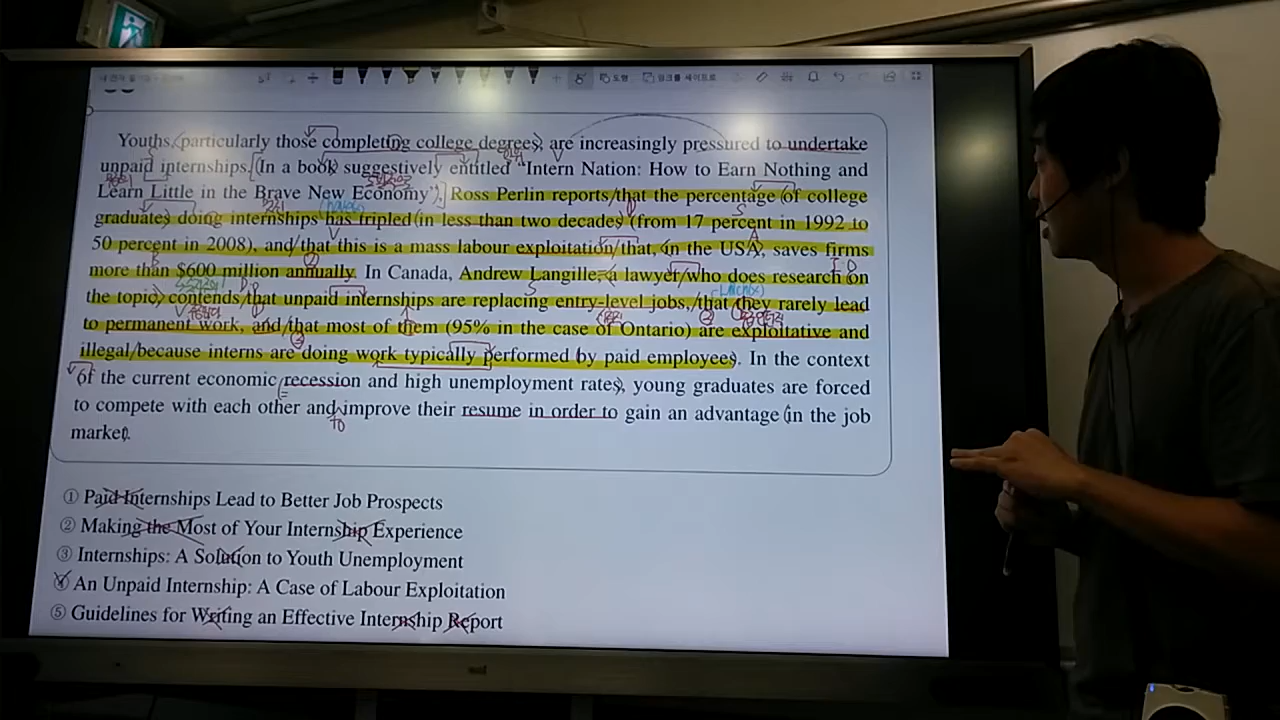 도형
Youths, particularly those completing college degrees, are increasingly pressured to undertake
unpaid internships. In a book suggestively entitled “Intern Nation: How to Earn Nothing and
Learn Little in the Brave New Economy”, Ross Perlin reports that the percentage of college
graduates doing internships has tripled in less than two decades (from 17 percent in 1992 to
50 percent in 2008), and that this is a mass labour exploitation that, in the USA, saves firms
more than $600 million annually. In Canada, Andrew Langille, a lawyer who does research on
the topic, contends that unpaid internships are replacing entry-level jobs, that they rarely lead
to permanent work, and that most of them (95% in the case of Ontario) are exploitative and
illegal because interns are doing work typically performed by paid employees. In the context
of the current economic recession and high unemployment rates, young graduates are forced
to compete with each other and improve their resume in order to gain an advantage in the job
to
market.
① Paid Internships Lead to Better Job Prospects
② Making the Most of Your Internship Experience
③ Internships: A Solution to Youth Unemployment
④ An Unpaid Internship: A Case of Labour Exploitation
⑤ Guidelines for Writing an Effective Internship Report